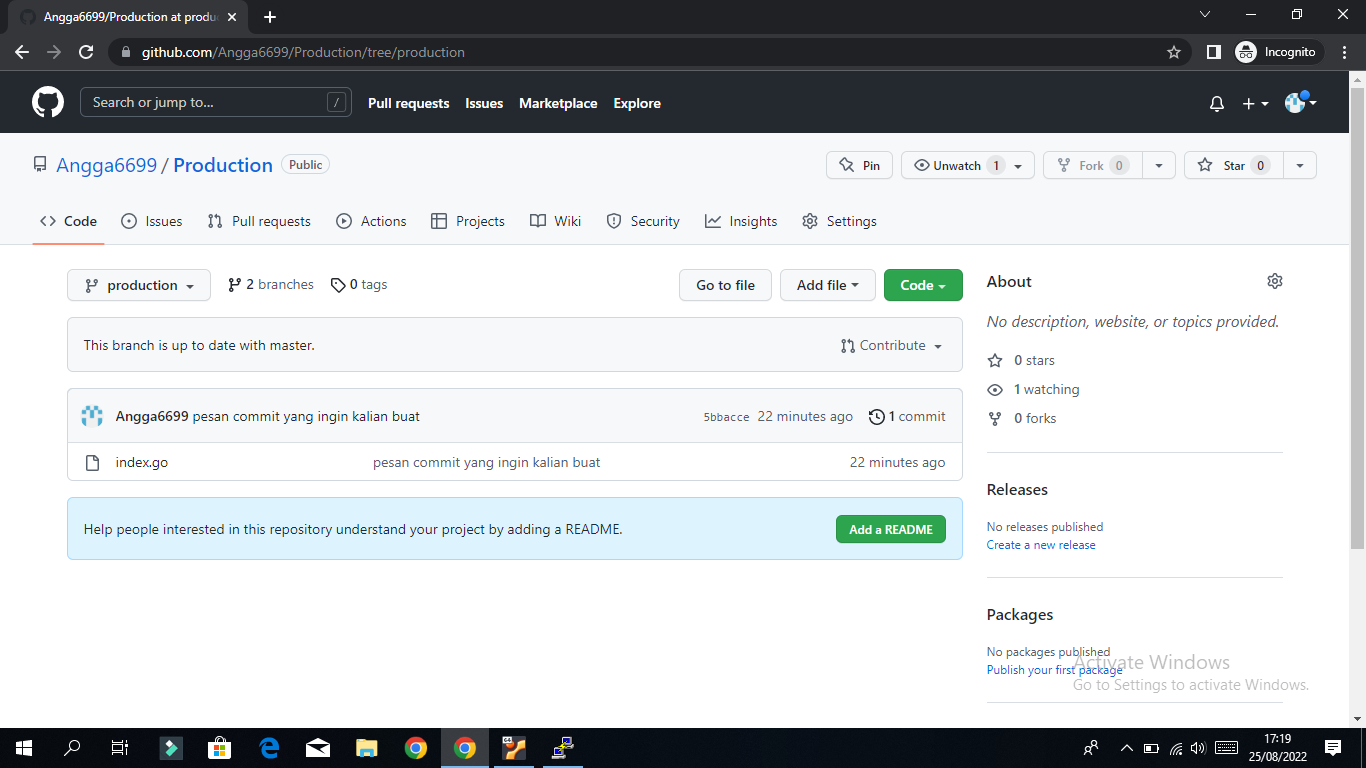 Angga6699/Production at produ
github.com/Angga6699/Production/tree/production
Incognito
Search or jump to...
/
Pull requests
Issues
Marketplace
Explore
Angga6699 / Production
Public
Pin
Unwatch 1
Fork 0
Star 0
Code
Issues
Pull requests
Actions
Projects
Wiki
Security
Insights
Settings
production
2 branches
0 tags
Go to file
Add file
Code
This branch is up to date with master.
Contribute
Angga6699 pesan commit yang ingin kalian buat
5bbacce 22 minutes ago
1 commit
index.go
pesan commit yang ingin kalian buat
22 minutes ago
Help people interested in this repository understand your project by adding a README.
Add a README
About
No description, website, or topics provided.
0 stars
1 watching
0 forks
Releases
No releases published
Create a new release
Packages
No packages published
Publish your first package
Activate Windows
Go to Settings to activate Windows.
64
17:19
25/08/2022